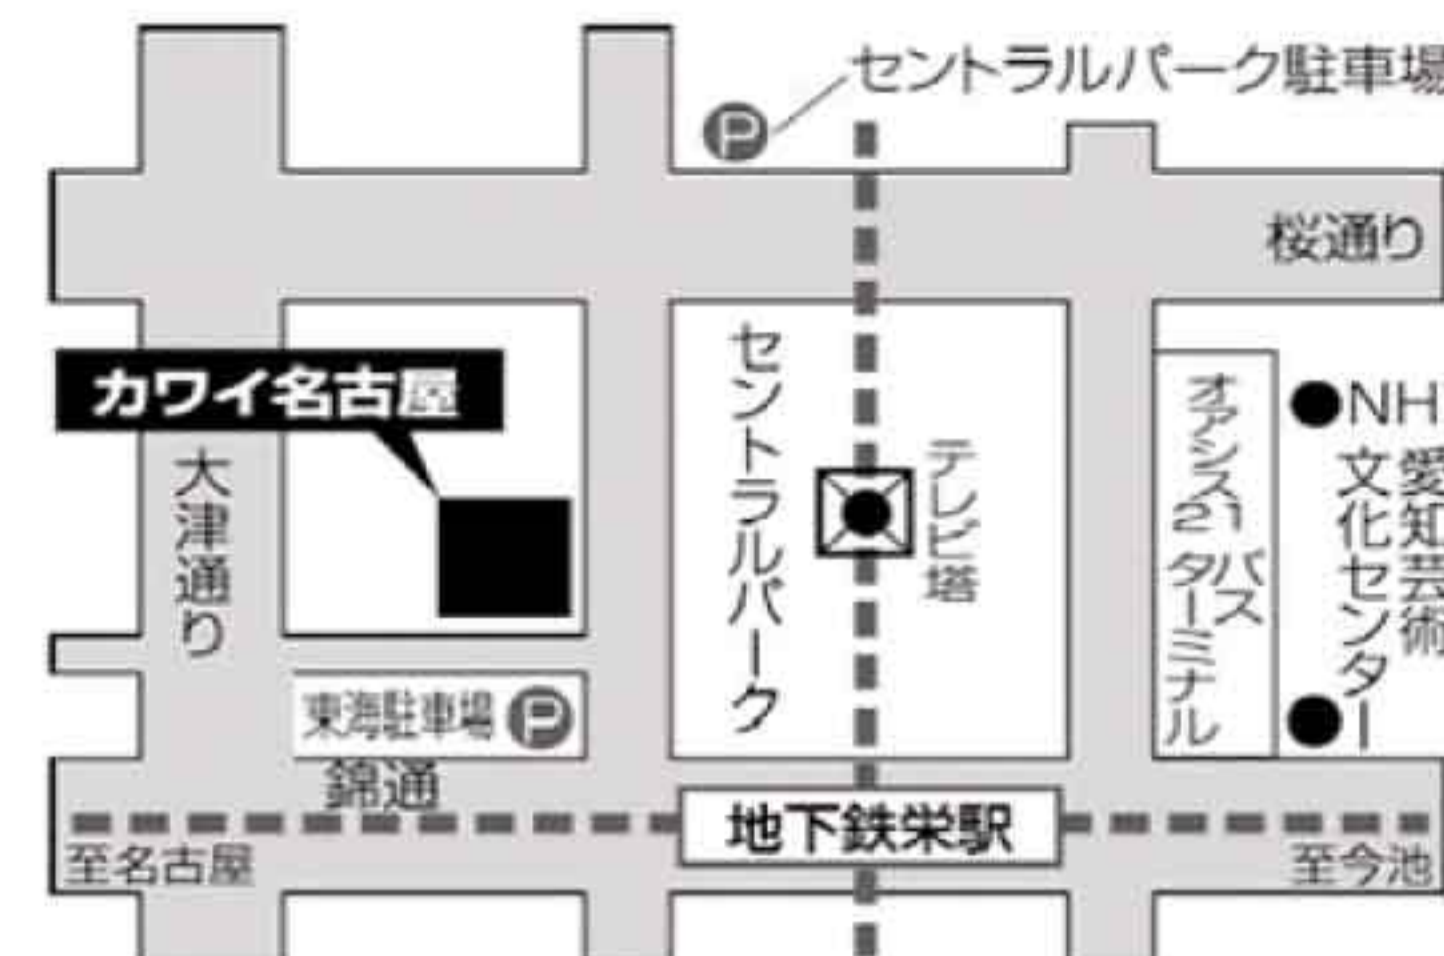 セントラルパーク駐車場
P
桜通り
カワイ名古屋
大津通り
セントラルパーク
テレビ塔
オアシス21
バス
ターミナル
NH
愛知芸術
文化センター
東海駐車場 P
錦通
地下鉄栄駅
至名古屋
至今池